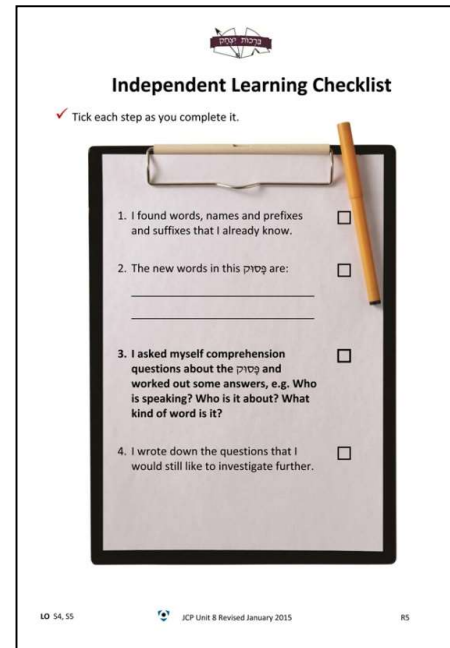 ברכות יצחק
Independent Learning Checklist
Tick each step as you complete it.
1. I found words, names and prefixes
and suffixes that I already know.
2. The new words in this פָּסוּק are:
3. I asked myself comprehension
questions about the פָּסוּק and
worked out some answers, e.g. Who
is speaking? Who is it about? What
kind of word is it?
4. I wrote down the questions that I
would still like to investigate further.
LO S4, S5
JCP Unit 8 Revised January 2015
R5